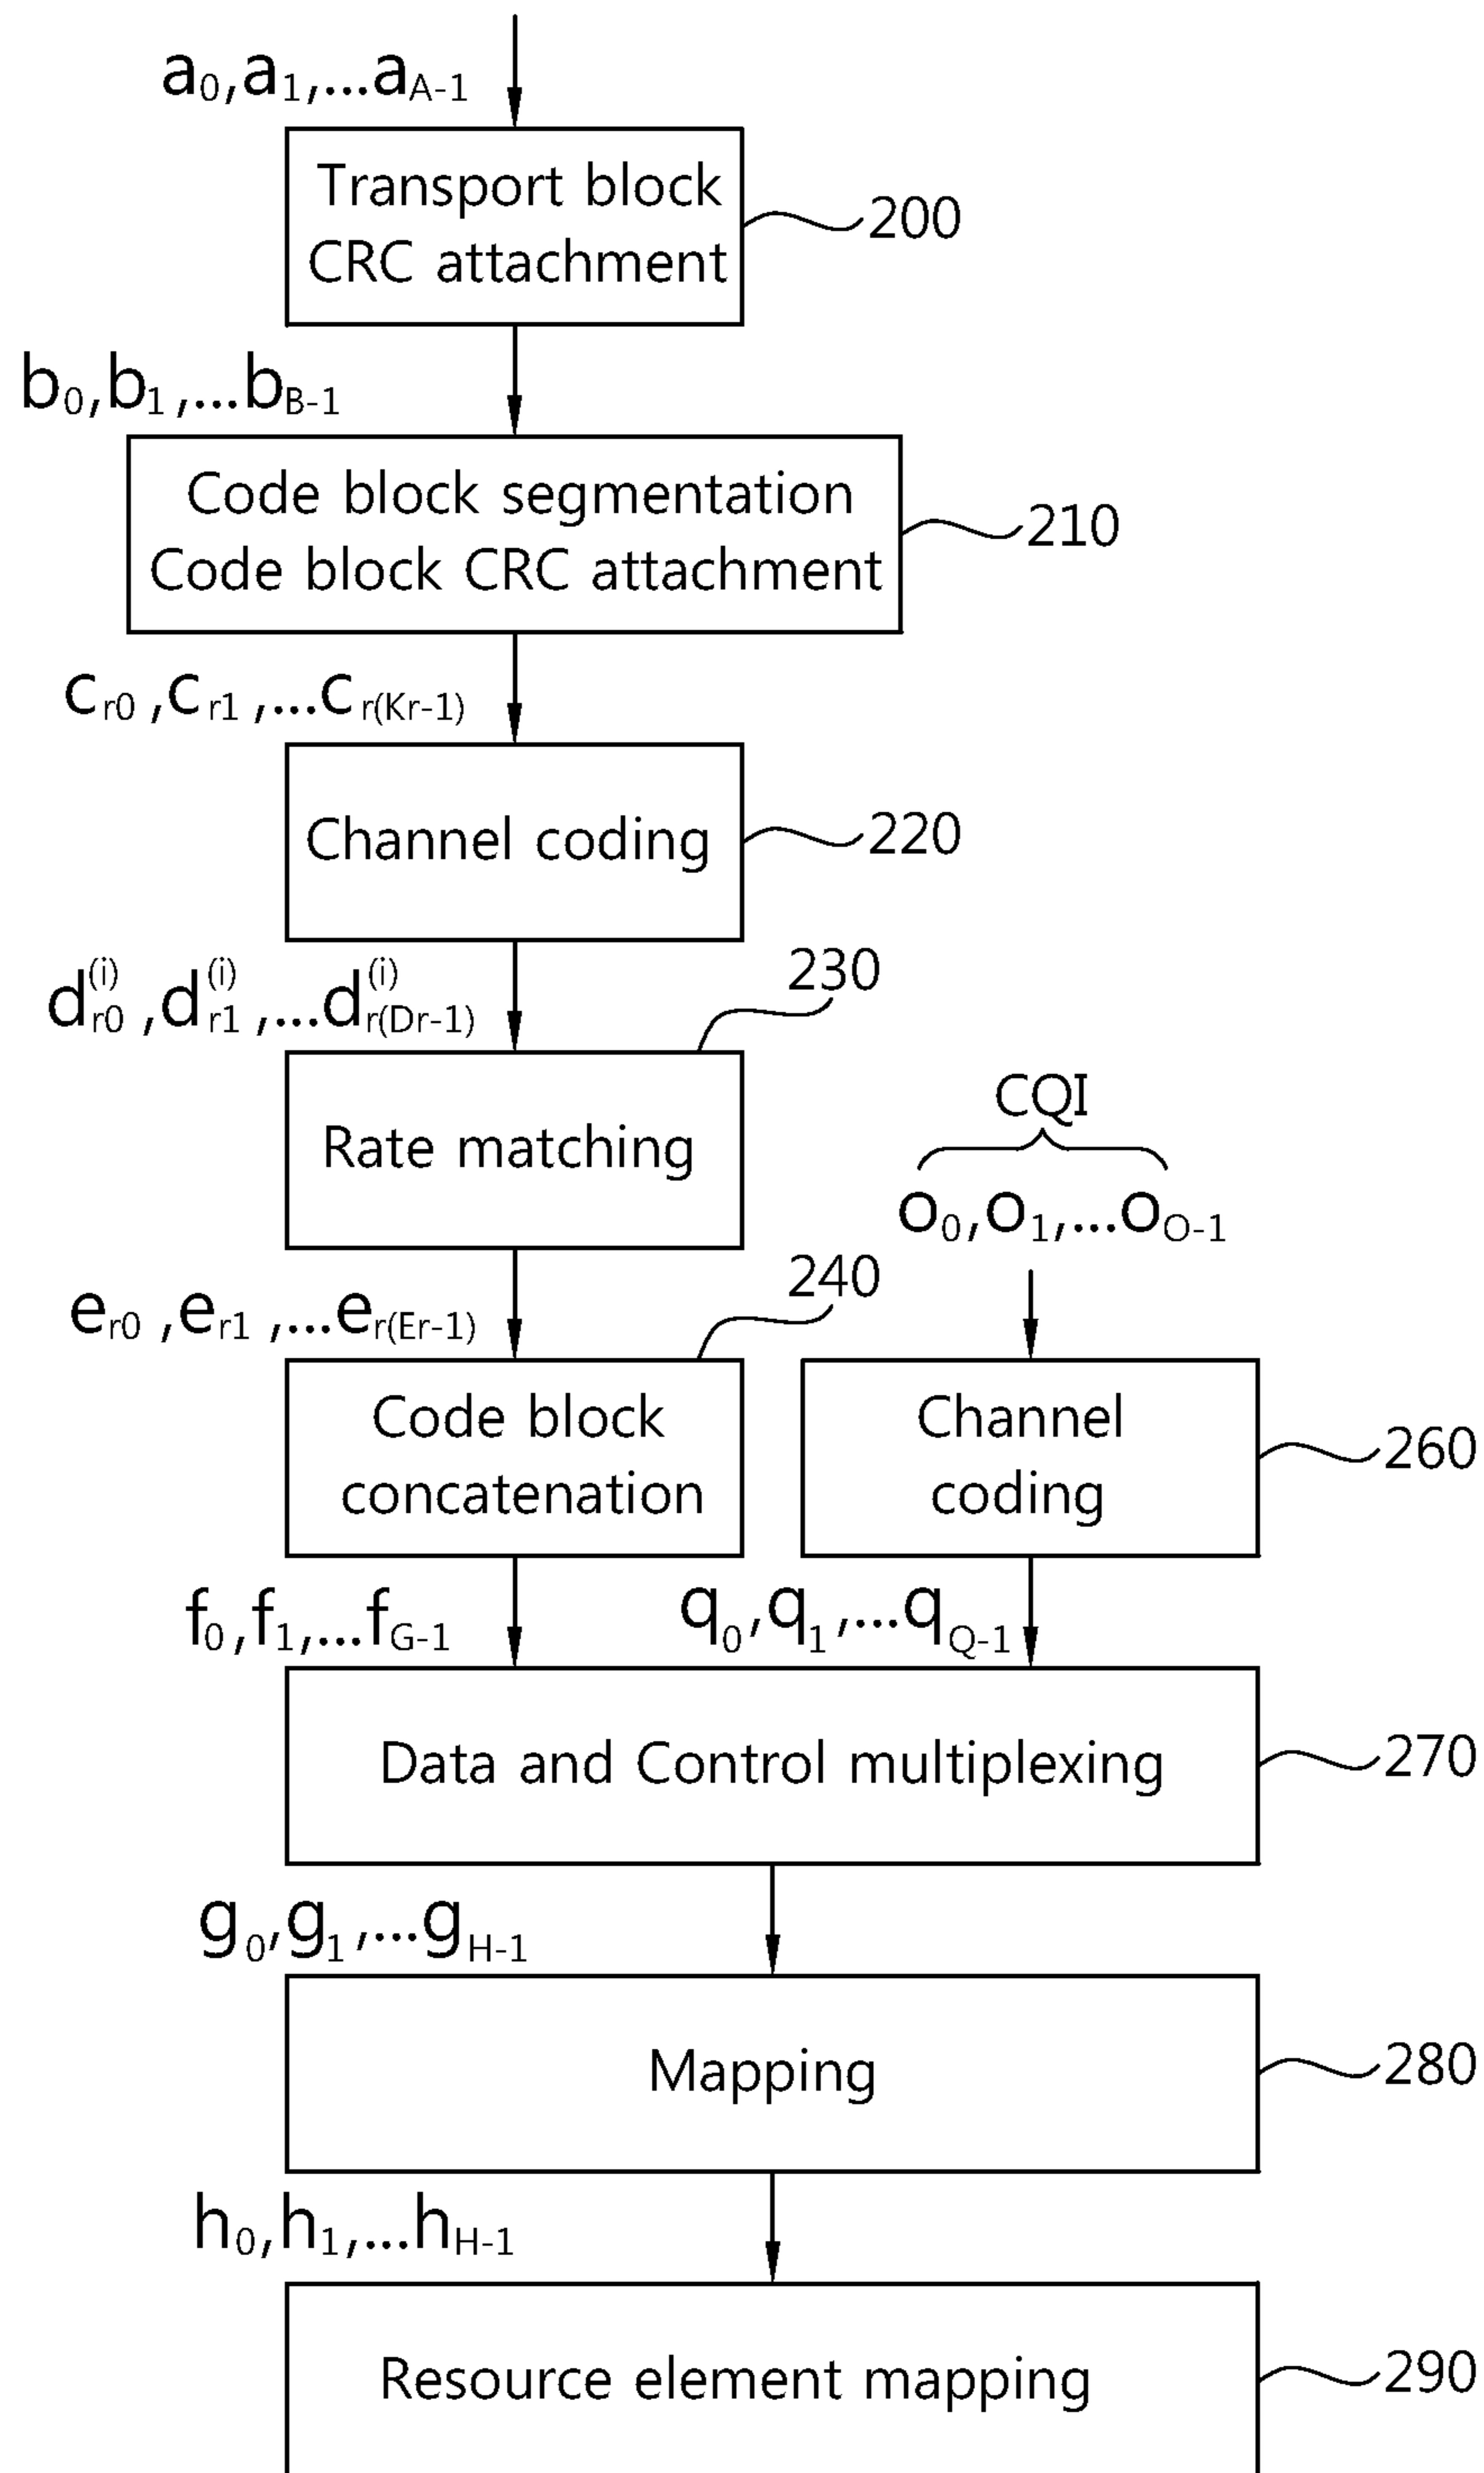 a0,a1,...aA-1
Transport block
CRC attachment
200
b0,b1,...bB-1
Code block segmentation
Code block CRC attachment
210
cr0,cr1,...cr(Kr-1)
Channel coding
220
d(i)r0,d(i)r1,...d(i)r(Dr-1)
230
Rate matching
CQI
o0,o1,...oO-1
er0,er1,...er(Er-1)
240
Code block
concatenation
Channel
coding
260
f0,f1,...fG-1
q0,q1,...qQ-1
Data and Control multiplexing
270
g0,g1,...gH-1
Mapping
280
h0,h1,...hH-1
Resource element mapping
290